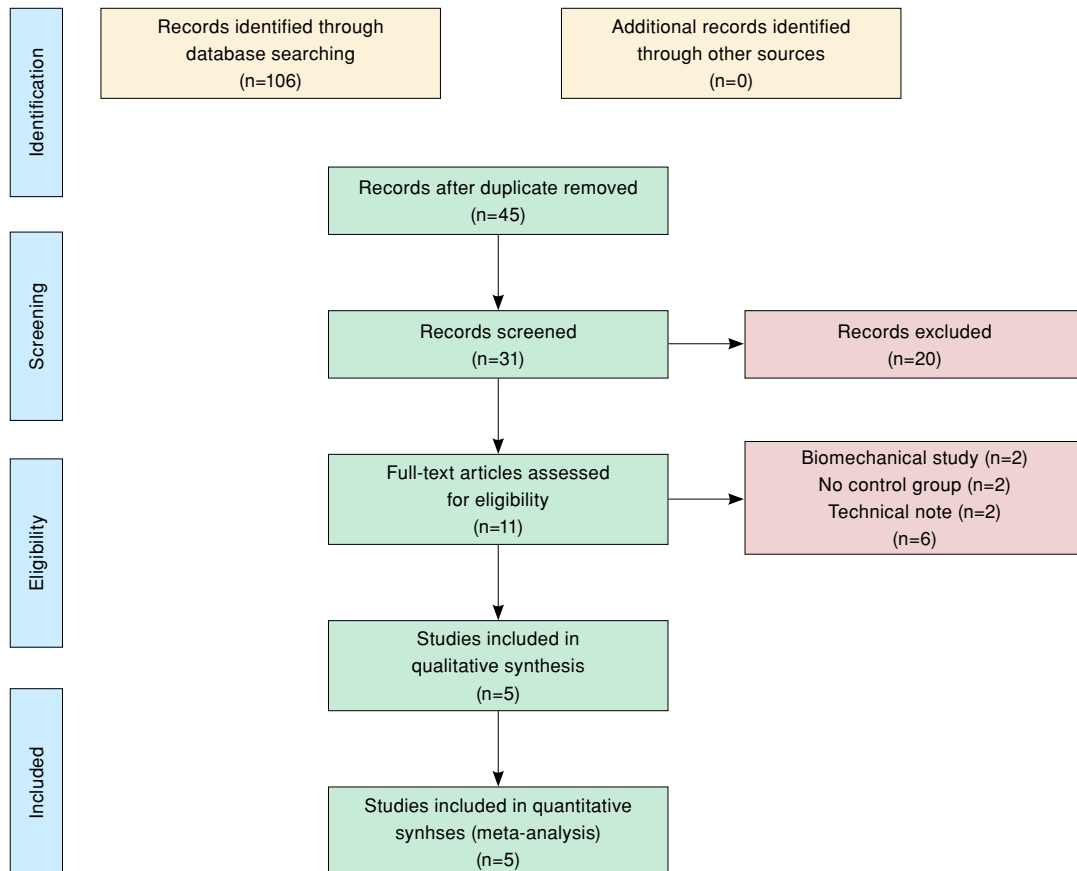 Identification
Records identified through
database searching
(n=106)
Additional records identified
through other sources
(n=0)
Records after duplicate removed
(n=45)
Screening
Records screened
(n=31)
Records excluded
(n=20)
Eligibility
Full-text articles assessed
for eligibility
(n=11)
Biomechanical study (n=2)
No control group (n=2)
Technical note (n=2)
(n=6)
Studies included in
qualitative synthesis
(n=5)
Included
Studies included in quantitative
synhses (meta-analysis)
(n=5)